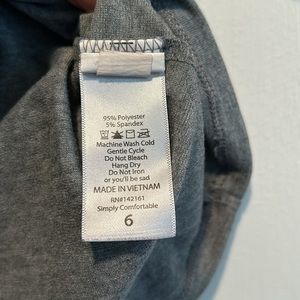 95% Polyester
5% Spandex
Machine Wash Cold
Gentle Cycle
Do Not Bleach
Hang Dry
Do Not Iron
or you'll be sad
MADE IN VIETNAM
RN#142161
Simply Comfortable
6